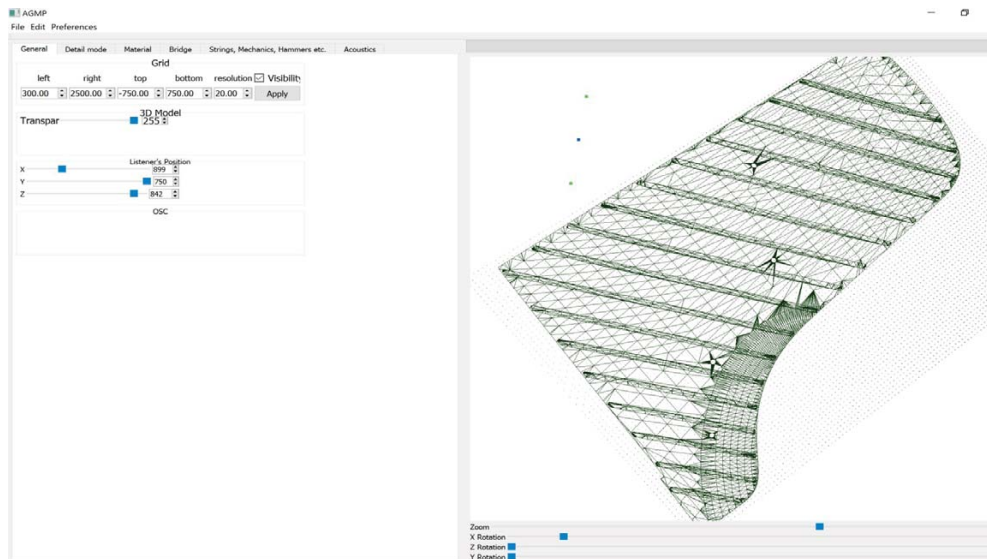 AGMP
File Edit Preferences
General Detail mode Material Bridge Strings, Mechanics, Hammers etc. Acoustics
Grid
left right top bottom resolution Visibility
300.00 2500.00 -750.00 750.00 20.00 Apply
3D Model
Transpar 255
Listener's Position
X 899
Y 750
Z 842
OSC
Zoom
X Rotation
Z Rotation
Y Rotation